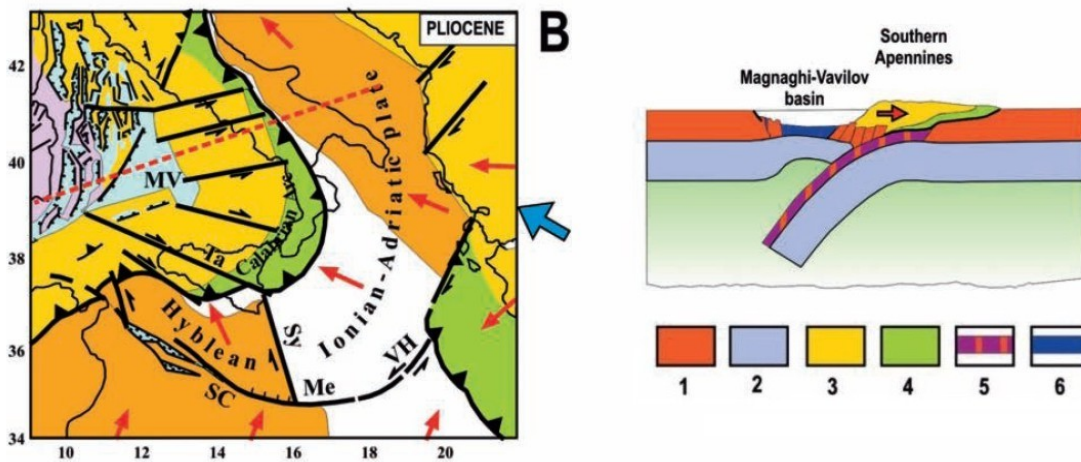 PLIOCENE
B
42
40
38
36
34
10
12
14
16
18
20
MV
Ta
Calabrian Arc
Ionian-Adriatic plate
Hyblean
Sy
SC
Me
VH
Southern
Apennines
Magnaghi-Vavilov
basin
1
2
3
4
5
6